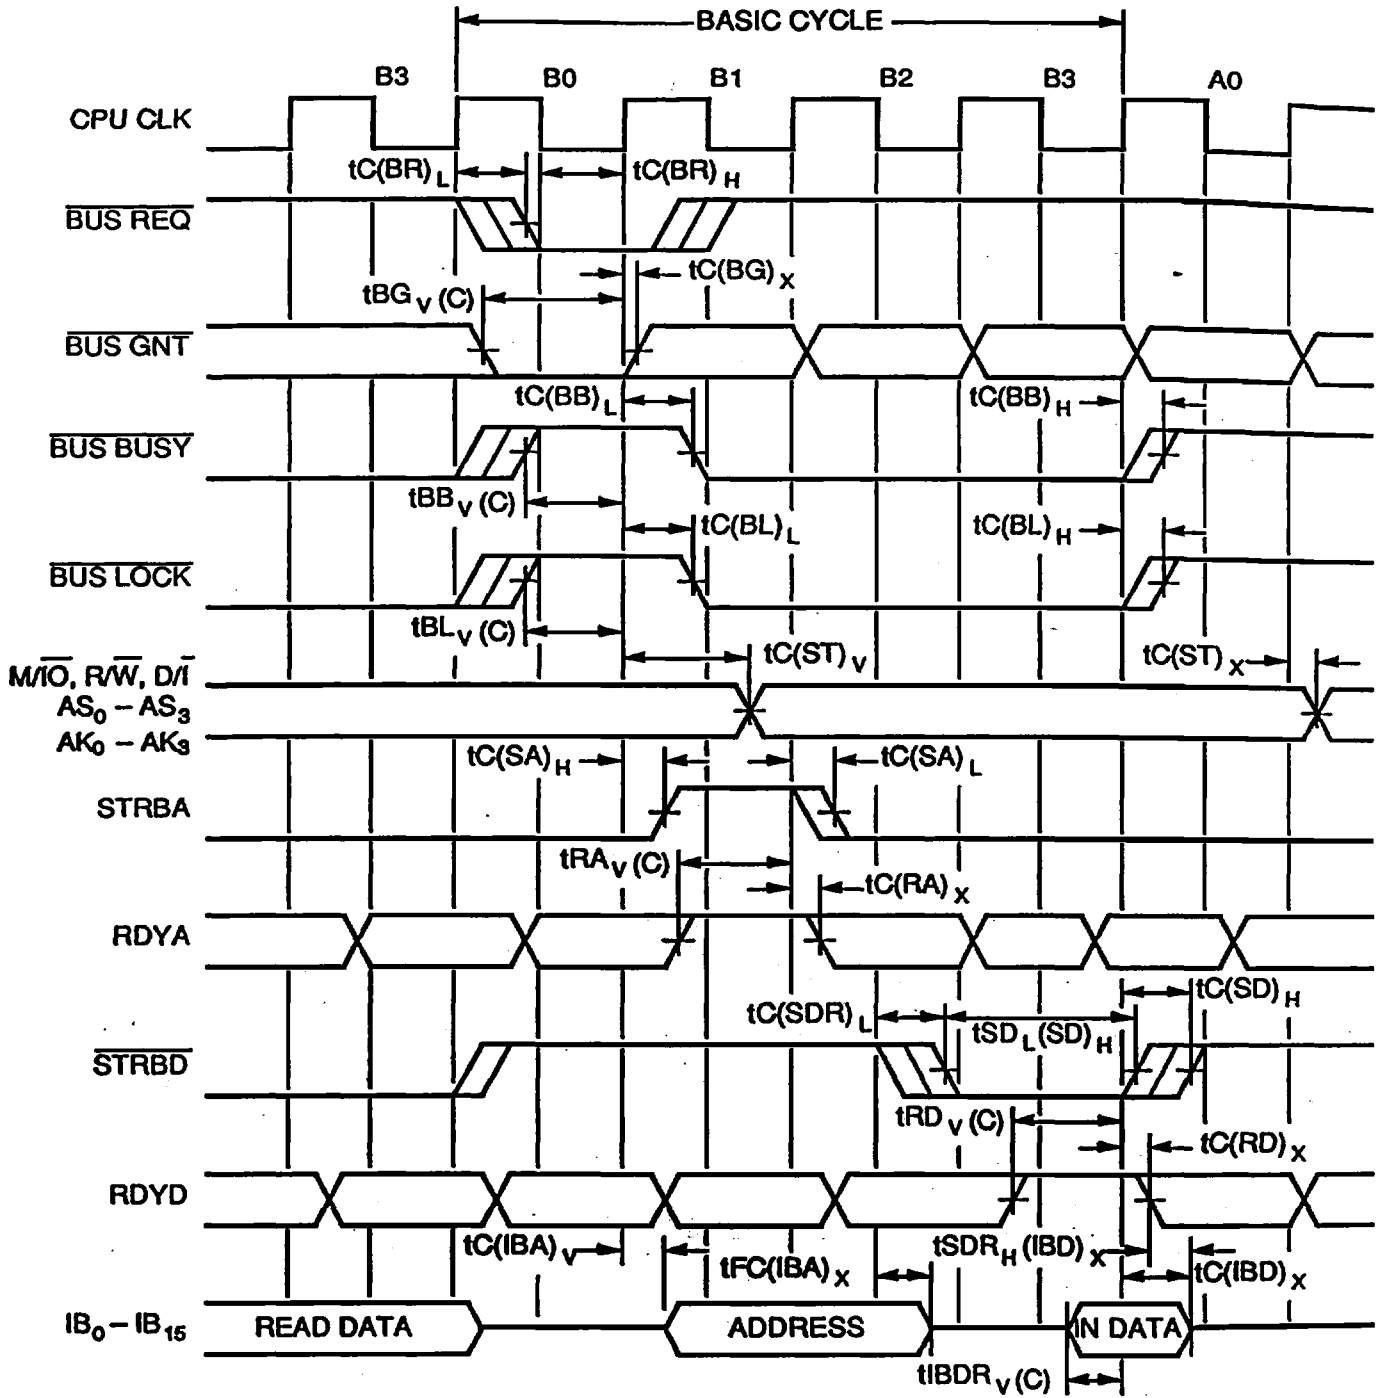 BASIC CYCLE
B3 B0 B1 B2 B3 A0
CPU CLK
tC(BR)L tC(BR)H
BUS REQ
tC(BG)X
tBGV(C)
BUS GNT
tC(BB)L tC(BB)H
BUS BUSY
tBBV(C)
tC(BL)L tC(BL)H
BUS LOCK
tBLV(C)
tC(ST)V tC(ST)X
M/IO, R/W, D/I
AS0 – AS3
AK0 – AK3
tC(SA)H tC(SA)L
STRBA
tRAV(C)
tC(RA)X
RDYA
tC(SD)H
tC(SDR)L tSDL(SD)H
STRBD
tRDV(C)
tC(RD)X
RDYD
tC(IBA)V tSDRH(IBD)X
tFC(IBA)X tC(IBD)X
IB0 – IB15 READ DATA ADDRESS IN DATA
tIBDRV(C)